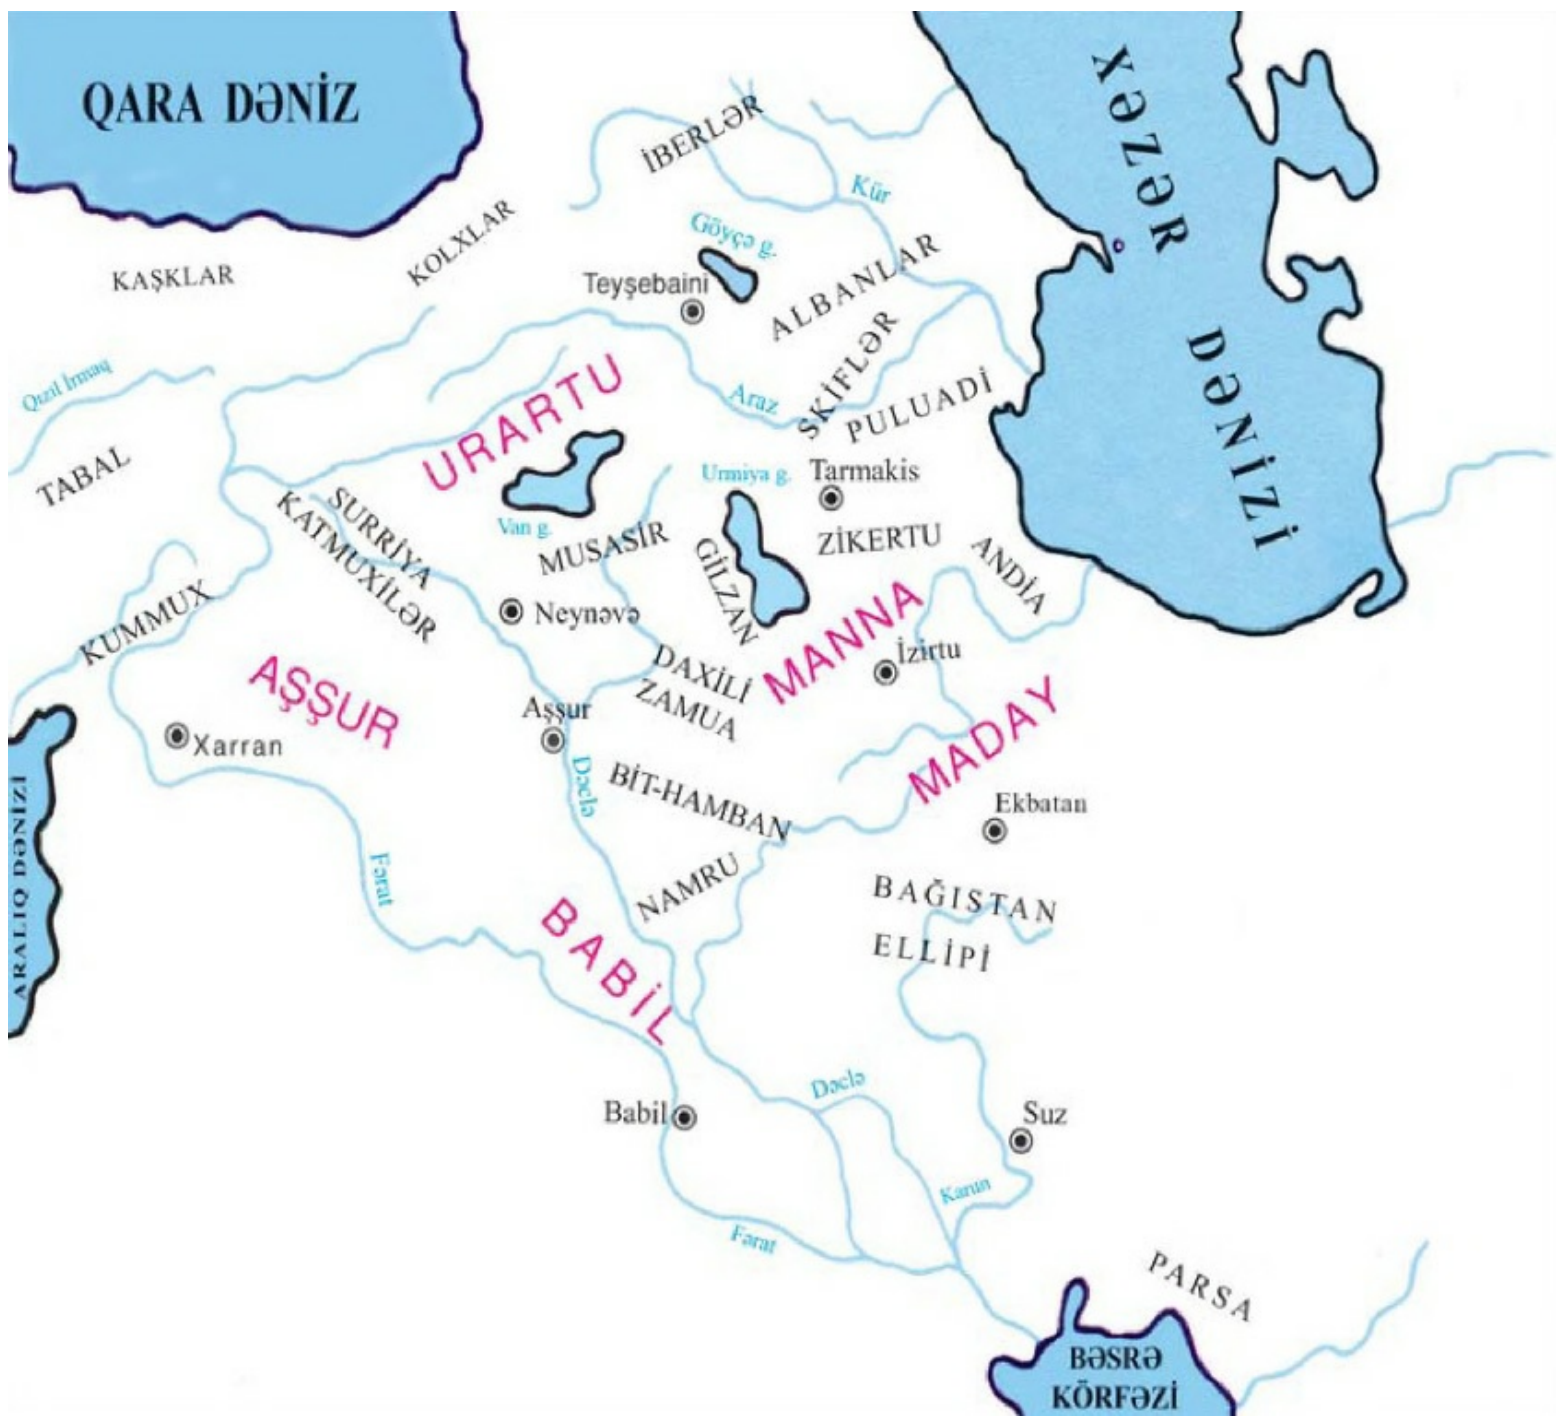 QARA DƏNİZ
XƏZƏR
DƏNİZİ
İBERLƏR
Kür
Göyçə g.
KOLXLAR
KAŞKLAR
Teyşebaini
ALBANLAR
SKİFLƏR
Qızıl İrmaq
URARTU
Araz
PULUADİ
TABAL
Urmiya g.
Tarmakis
Van g.
SURRİYA
KATMUXİLƏR
MUSASİR
GİLZAN
ZİKERTU
ANDİA
KUMMUX
Neynəvə
MANNA
İzirtu
DAXİLİ
ZAMUA
AŞŞUR
Aşşur
Xarran
MADAY
Dəclə
BİT-HAMBAN
Ekbatan
ARALIQ DƏNİZİ
Fərat
NAMRU
BAĞISTAN
ELLİPİ
BABİL
Dəclə
Babil
Suz
Karun
Fərat
PARSA
BƏSRƏ
KÖRFƏZİ